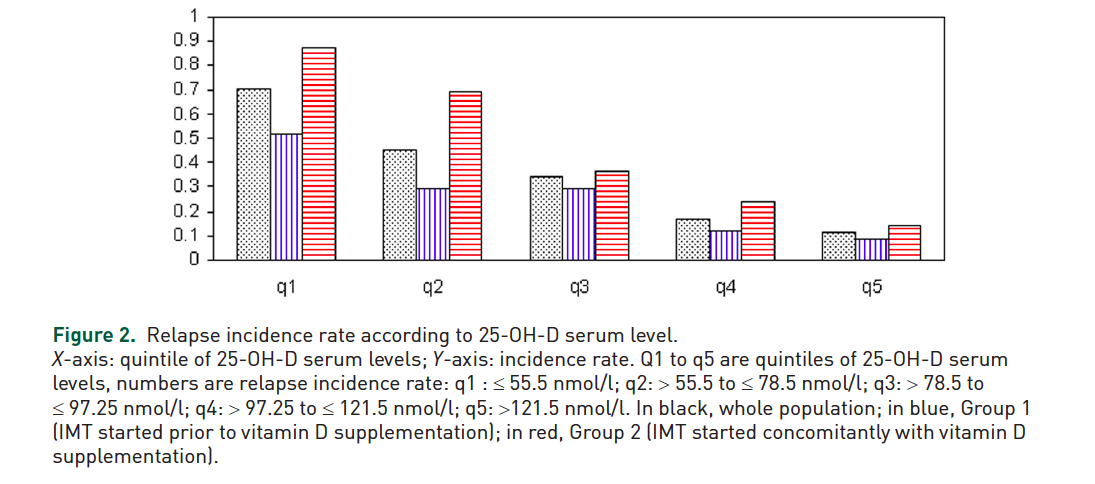 1
0.9
0.8
0.7
0.6
0.5
0.4
0.3
0.2
0.1
0
q1 q2 q3 q4 q5
Figure 2. Relapse incidence rate according to 25-OH-D serum level.
X-axis: quintile of 25-OH-D serum levels; Y-axis: incidence rate. Q1 to q5 are quintiles of 25-OH-D serum
levels, numbers are relapse incidence rate: q1 : ≤ 55.5 nmol/l; q2: > 55.5 to ≤ 78.5 nmol/l; q3: > 78.5 to
≤ 97.25 nmol/l; q4: > 97.25 to ≤ 121.5 nmol/l; q5: >121.5 nmol/l. In black, whole population; in blue, Group 1
(IMT started prior to vitamin D supplementation); in red, Group 2 (IMT started concomitantly with vitamin D
supplementation).